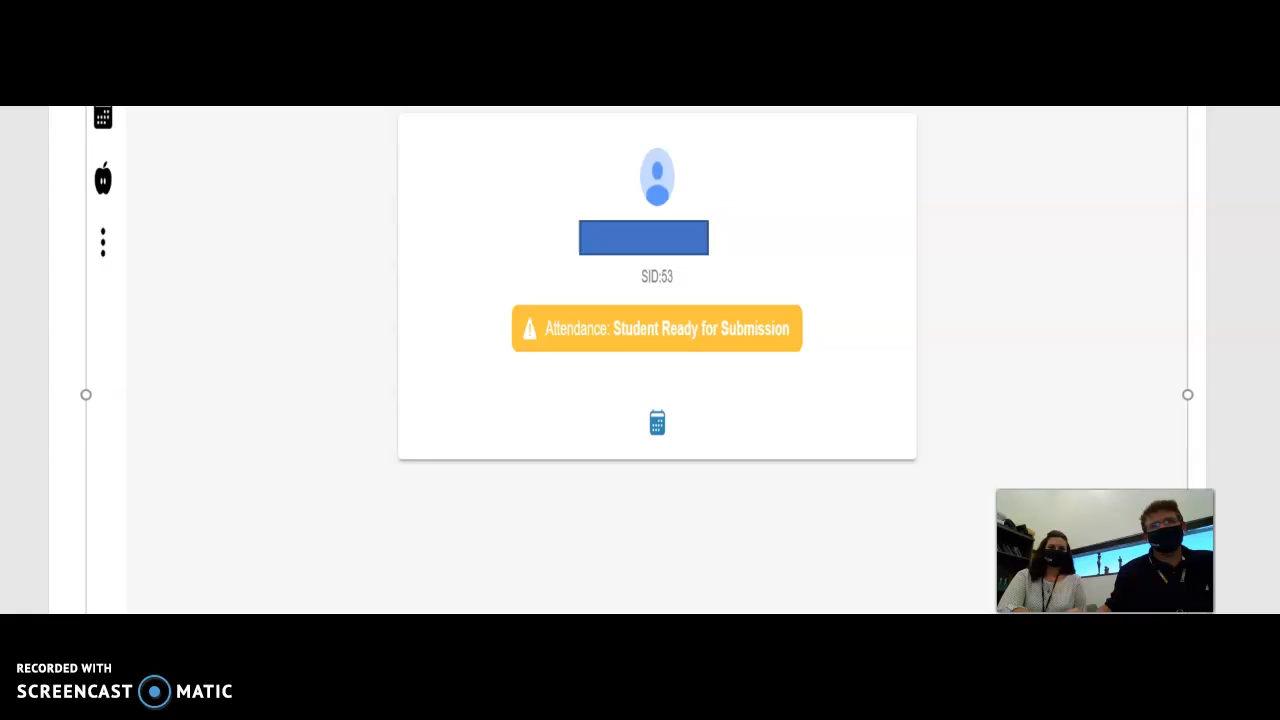 SID:53
Attendance: Student Ready for Submission
RECORDED WITH
SCREENCAST MATIC